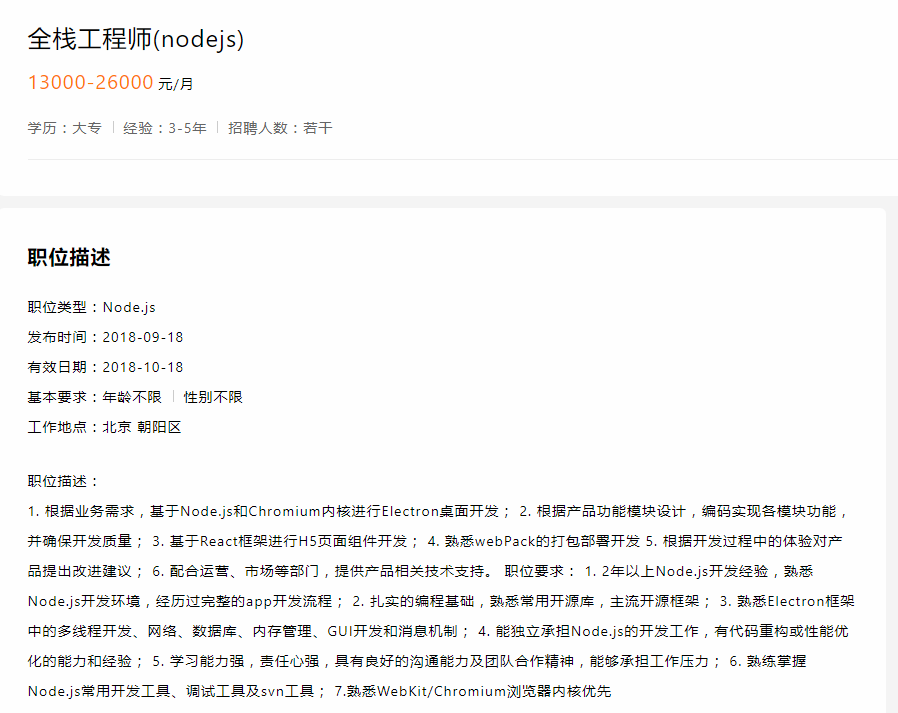 全栈工程师(nodejs)
13000-26000 元/月
学历：大专 | 经验：3-5年 | 招聘人数：若干
职位描述
职位类型：Node.js
发布时间：2018-09-18
有效日期：2018-10-18
基本要求：年龄不限 | 性别不限
工作地点：北京 朝阳区
职位描述：
1. 根据业务需求，基于Node.js和Chromium内核进行Electron桌面开发； 2. 根据产品功能模块设计，编码实现各模块功能，
并确保开发质量； 3. 基于React框架进行H5页面组件开发； 4. 熟悉webPack的打包部署开发 5. 根据开发过程中的体验对产
品提出改进建议； 6. 配合运营、市场等部门，提供产品相关技术支持。 职位要求： 1. 2年以上Node.js开发经验，熟悉
Node.js开发环境，经历过完整的app开发流程； 2. 扎实的编程基础，熟悉常用开源库，主流开源框架； 3. 熟悉Electron框架
中的多线程开发、网络、数据库、内存管理、GUI开发和消息机制； 4. 能独立承担Node.js的开发工作，有代码重构或性能优
化的能力和经验； 5. 学习能力强，责任心强，具有良好的沟通能力及团队合作精神，能够承担工作压力； 6. 熟练掌握
Node.js常用开发工具、调试工具及svn工具； 7.熟悉WebKit/Chromium浏览器内核优先